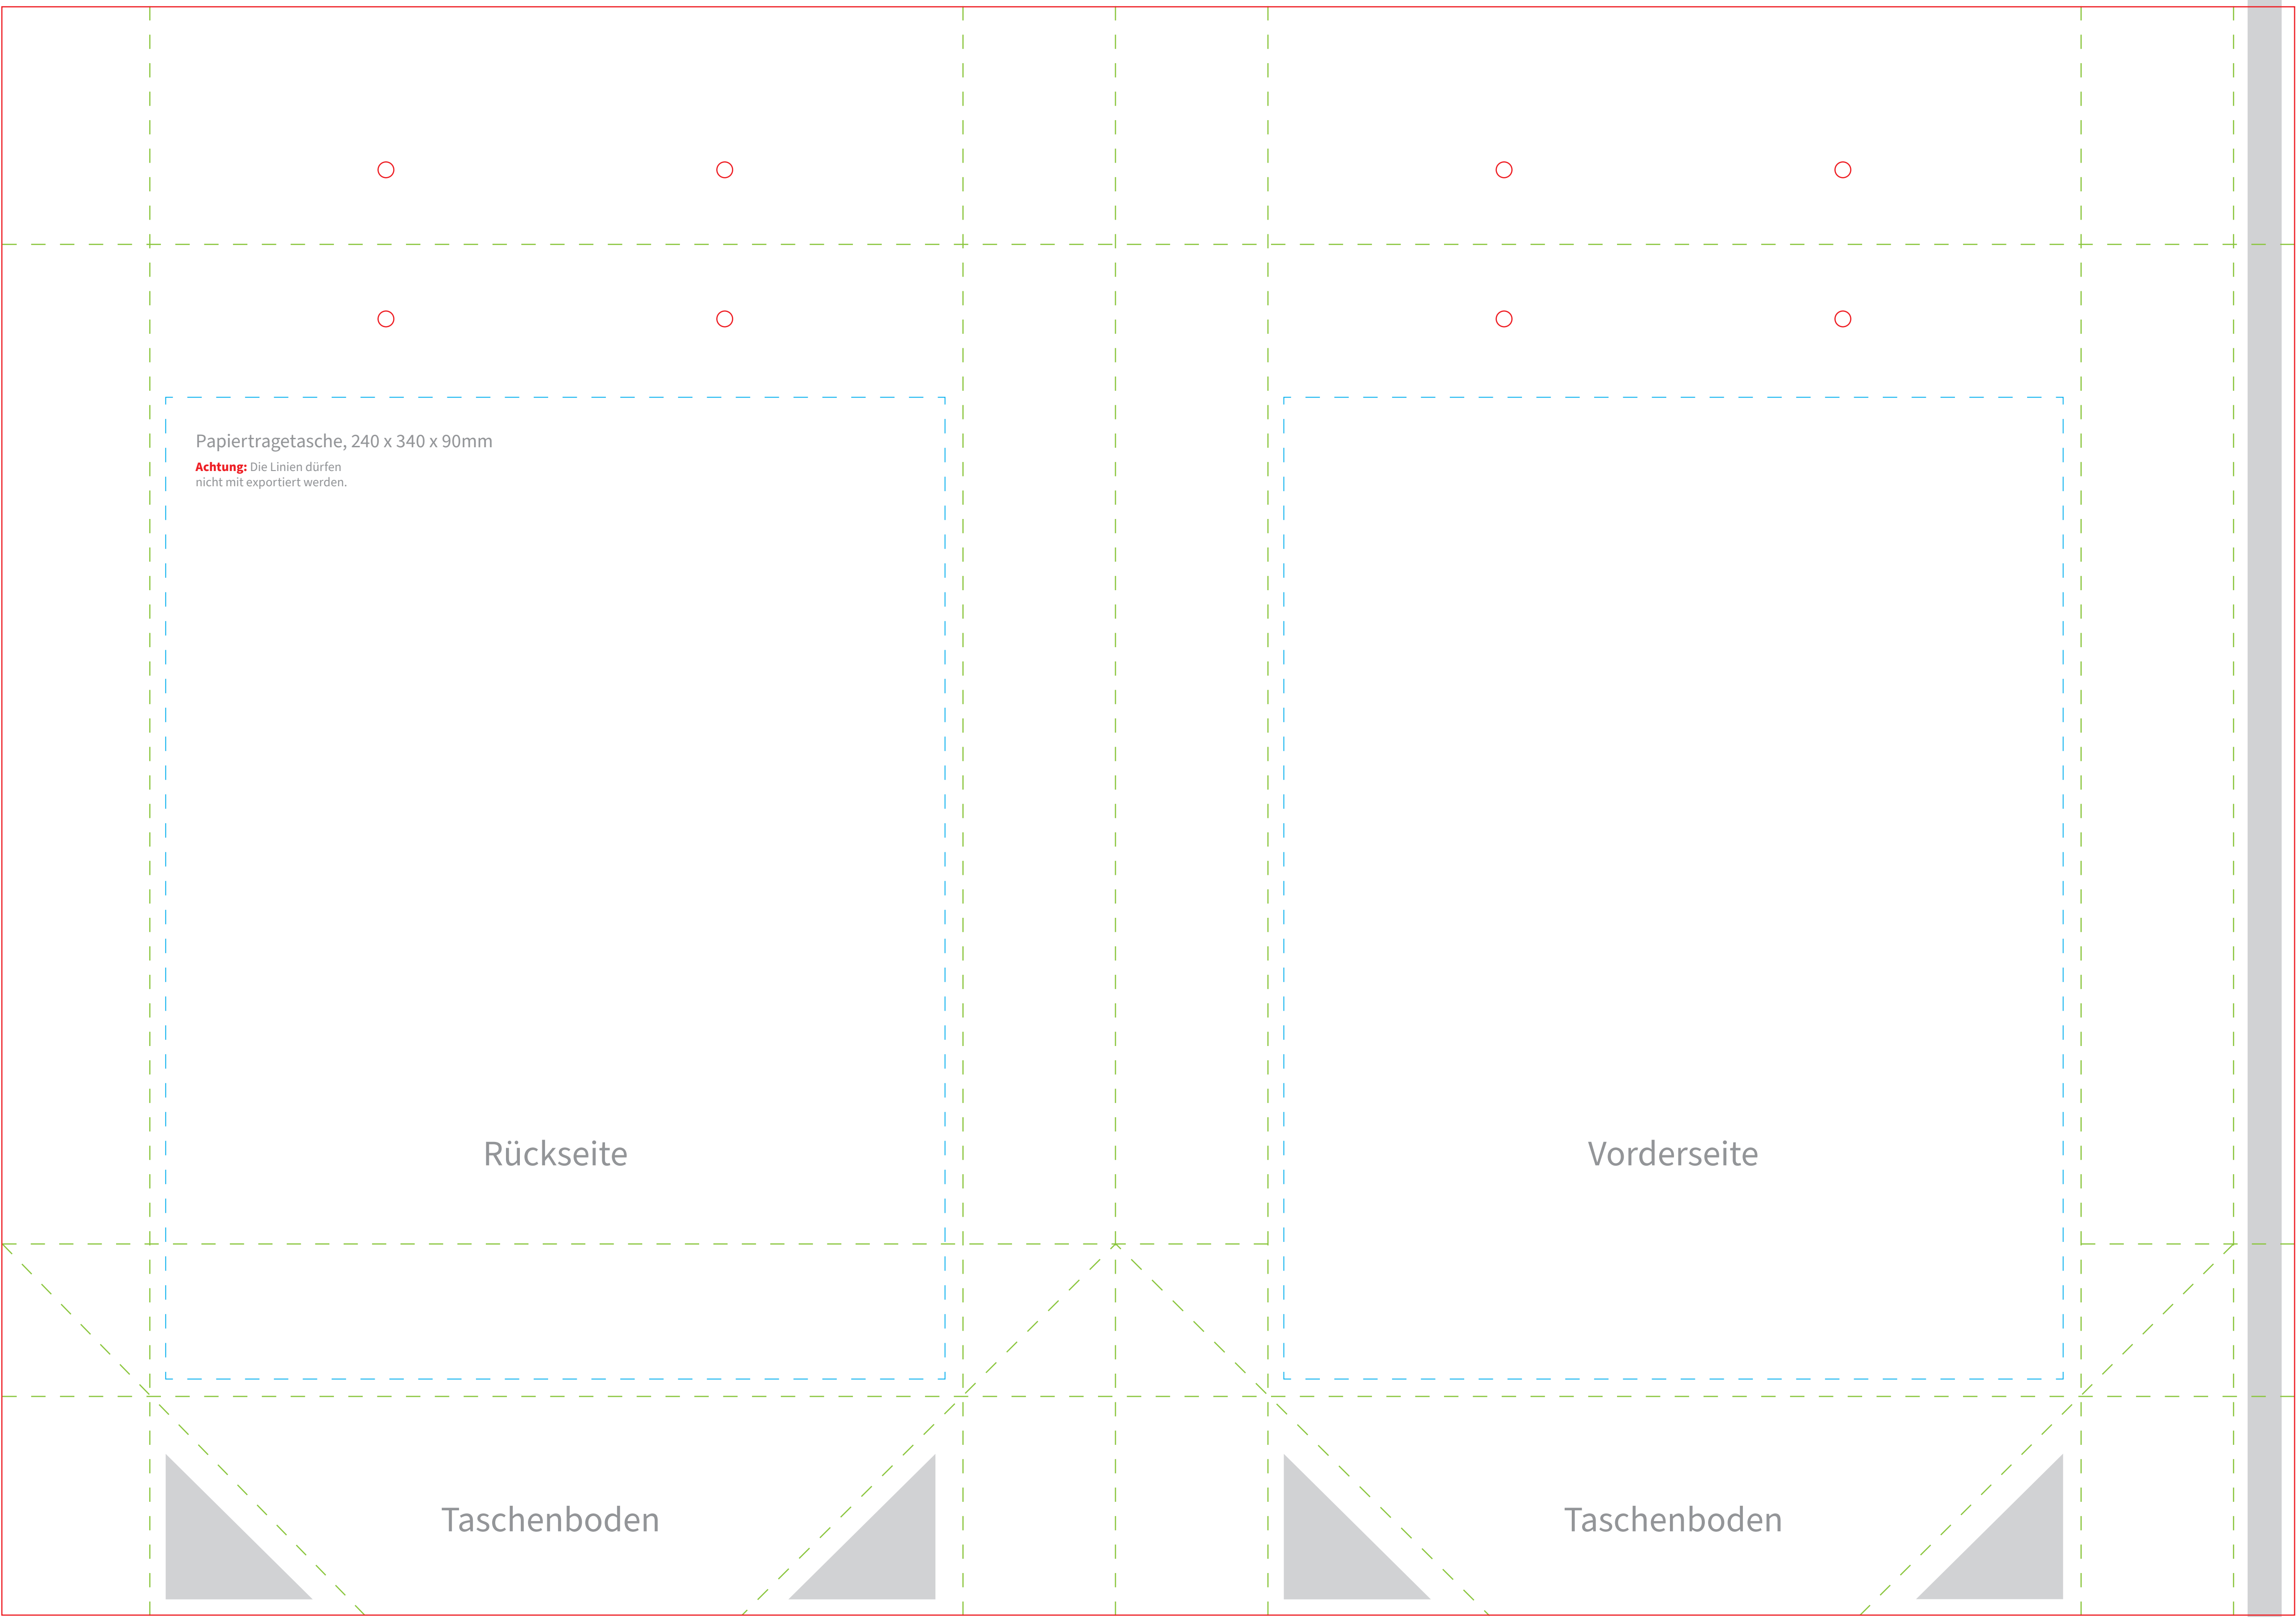 Papiertragetasche, 240 x 340 x 90mm
Achtung: Die Linien dürfen
nicht mit exportiert werden.
Rückseite
Vorderseite
Taschenboden
Taschenboden